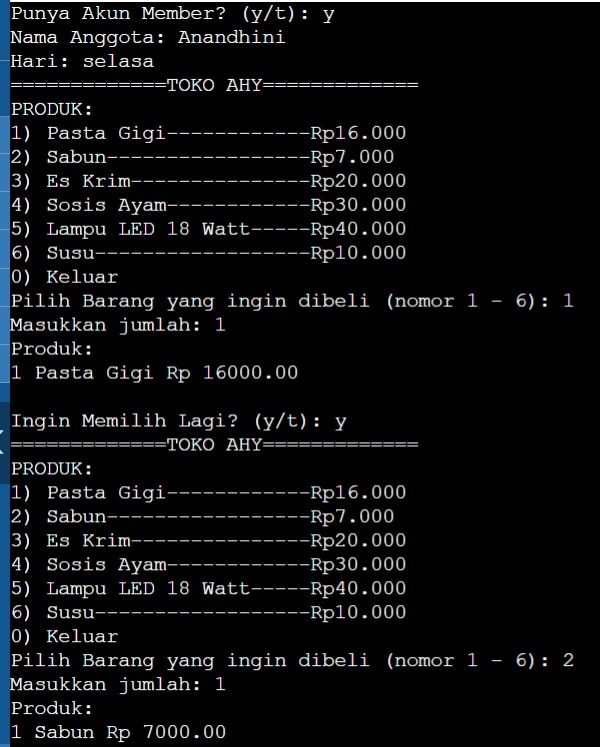 Punya Akun Member? (y/t): y
Nama Anggota: Anandhini
Hari: selasa
=============TOKO AHY=============
PRODUK:
1) Pasta Gigi------------Rp16.000
2) Sabun-----------------Rp7.000
3) Es Krim---------------Rp20.000
4) Sosis Ayam------------Rp30.000
5) Lampu LED 18 Watt-----Rp40.000
6) Susu------------------Rp10.000
0) Keluar
Pilih Barang yang ingin dibeli (nomor 1 - 6): 1
Masukkan jumlah: 1
Produk:
1 Pasta Gigi Rp 16000.00
Ingin Memilih Lagi? (y/t): y
=============TOKO AHY=============
PRODUK:
1) Pasta Gigi------------Rp16.000
2) Sabun-----------------Rp7.000
3) Es Krim---------------Rp20.000
4) Sosis Ayam------------Rp30.000
5) Lampu LED 18 Watt-----Rp40.000
6) Susu------------------Rp10.000
0) Keluar
Pilih Barang yang ingin dibeli (nomor 1 - 6): 2
Masukkan jumlah: 1
Produk:
1 Sabun Rp 7000.00